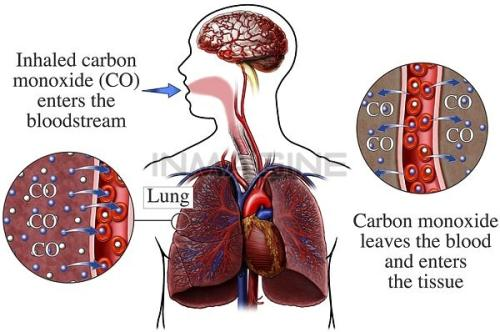 Inhaled carbon
monoxide (CO)
enters the
bloodstream
CO
CO
CO
Lung
INMAGINE
CO
CO
CO
CO
Carbon monoxide
leaves the blood
and enters
the tissue